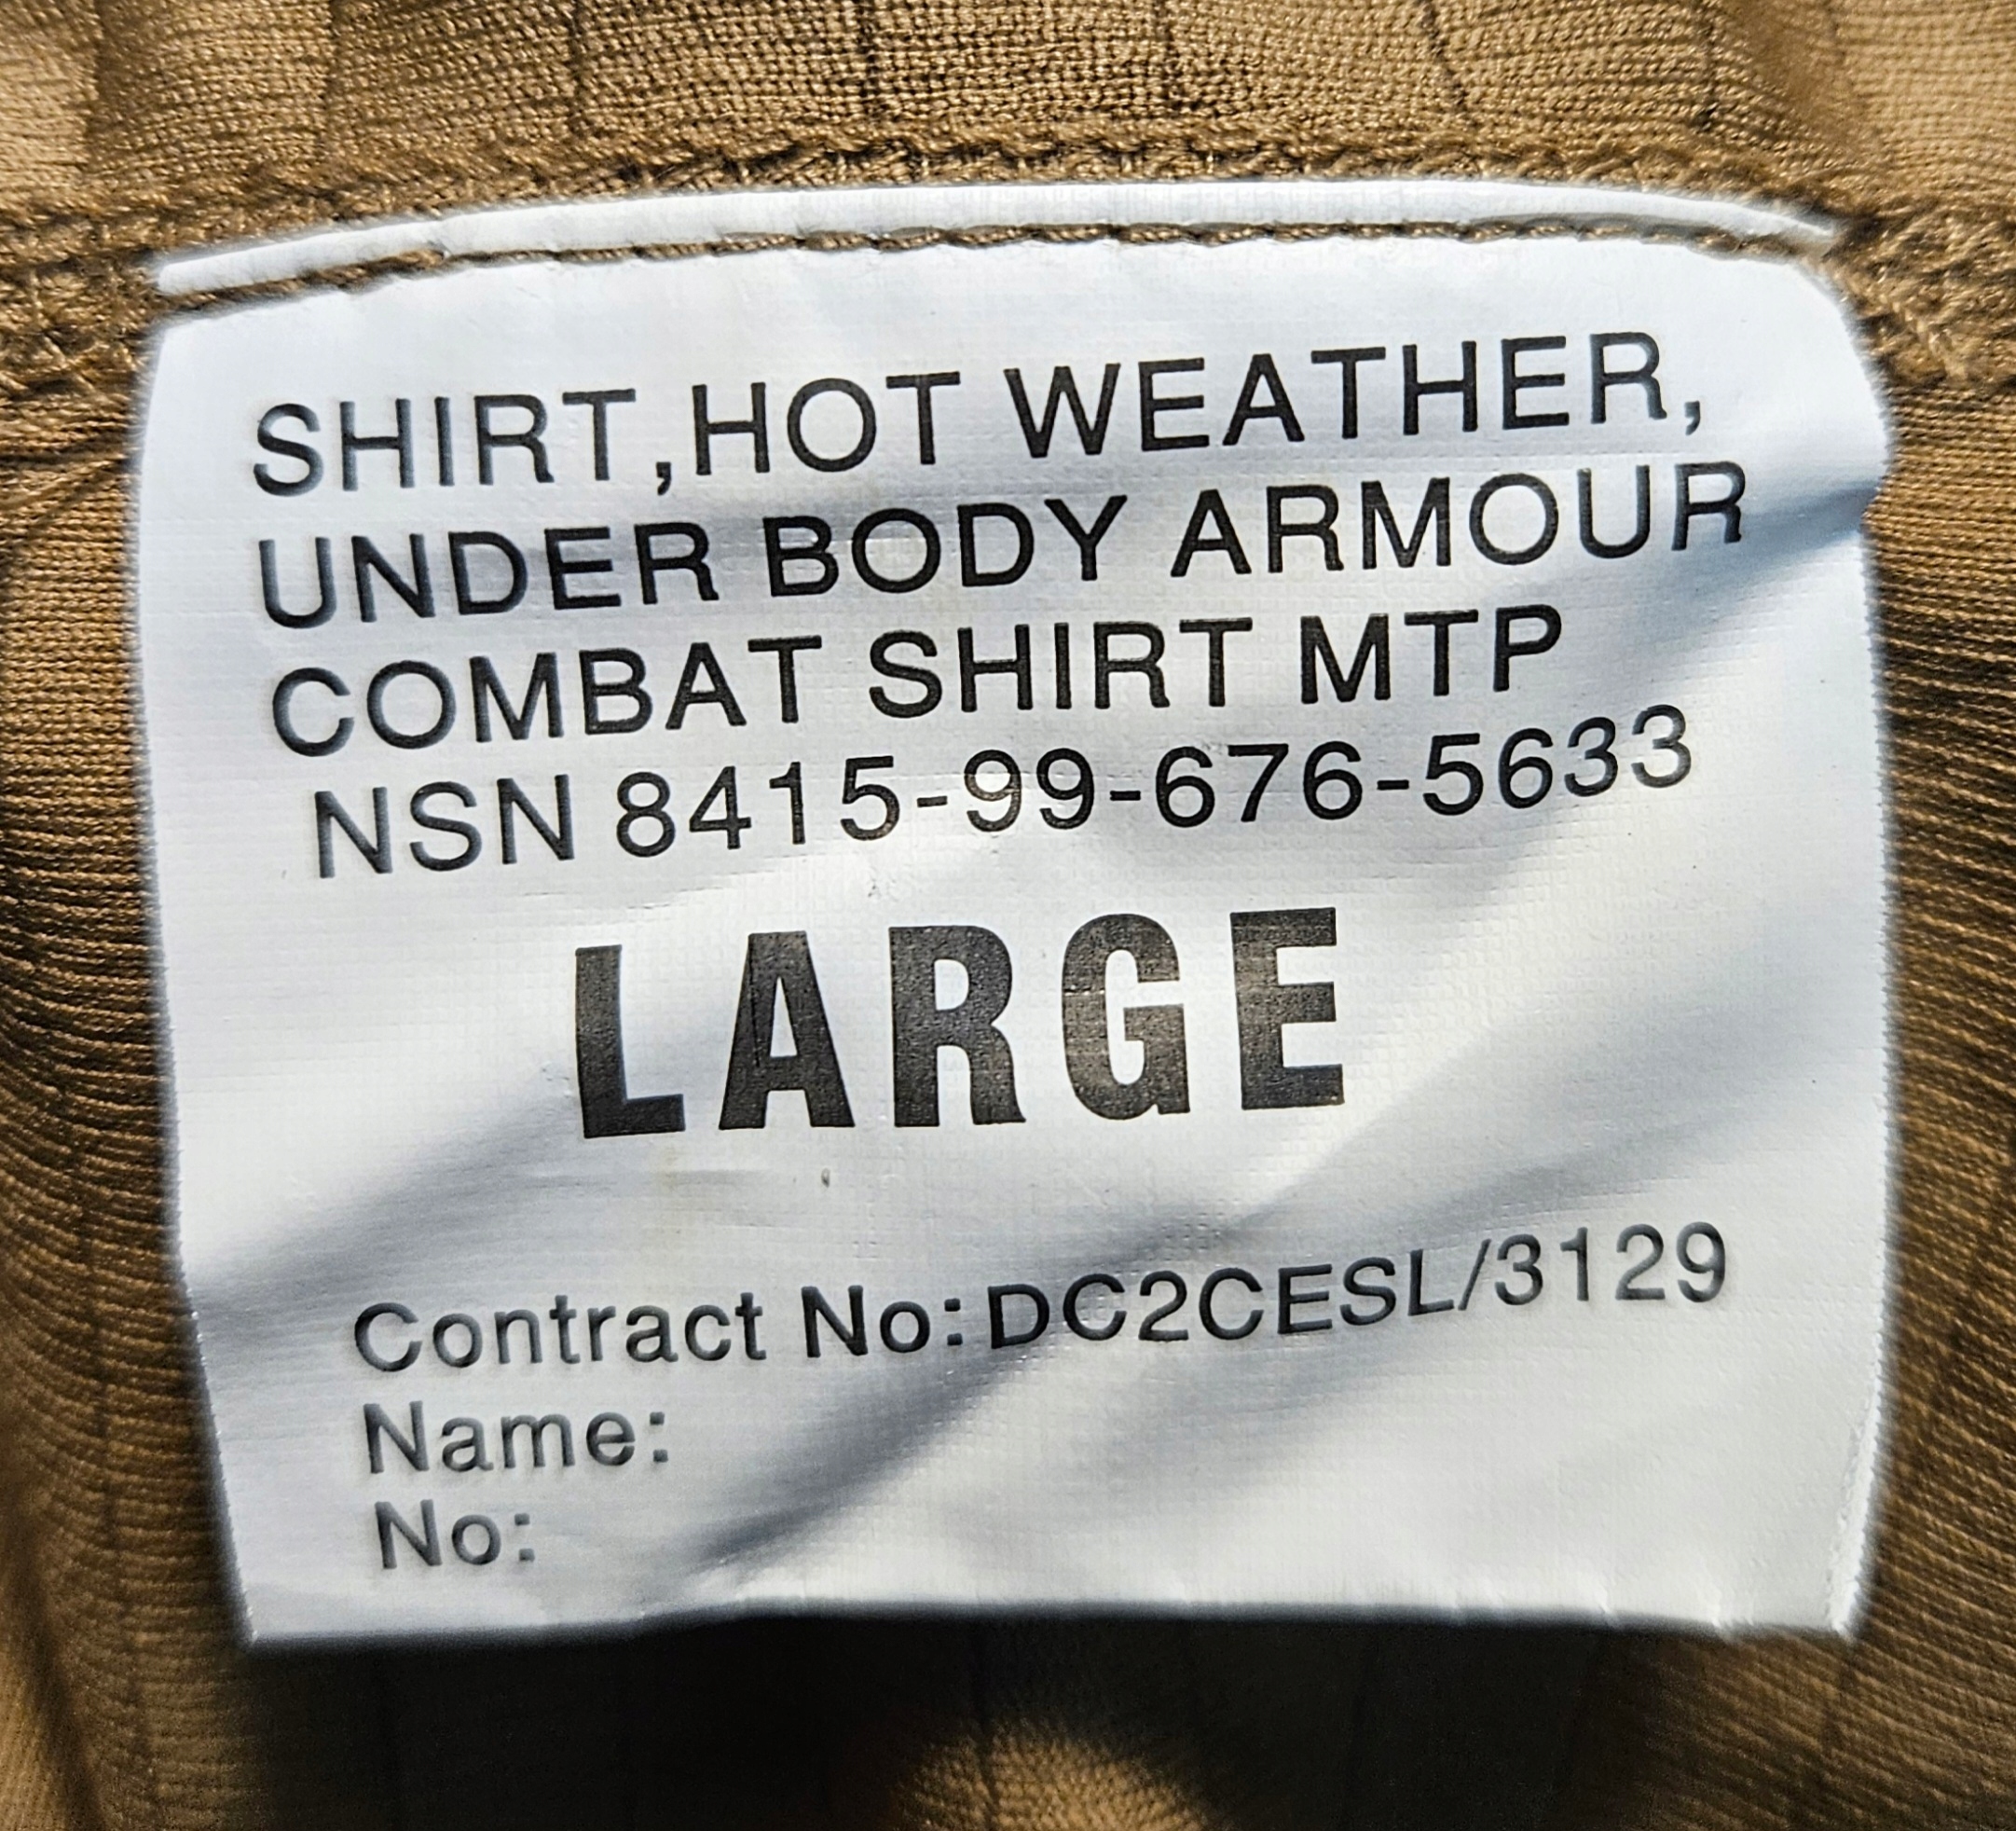 SHIRT,HOT WEATHER,
UNDER BODY ARMOUR
COMBAT SHIRT MTP
NSN 8415-99-676-5633
LARGE
Contract No:DC2CESL/3129
Name:
No: